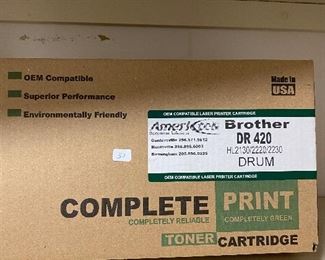 OEM Compatible
Superior Performance
Environmentally Friendly
Made in
USA
OEM COMPATIBLE LASER PRINTER CARTRIDGE
Brother
DR 420
HL2130/2220/2230
DRUM
OEM COMPATIBLE LASER PRINTER CARTRIDGE
COMPLETE PRINT
COMPLETELY RELIABLE COMPLETELY GREEN
TONER CARTRIDGE